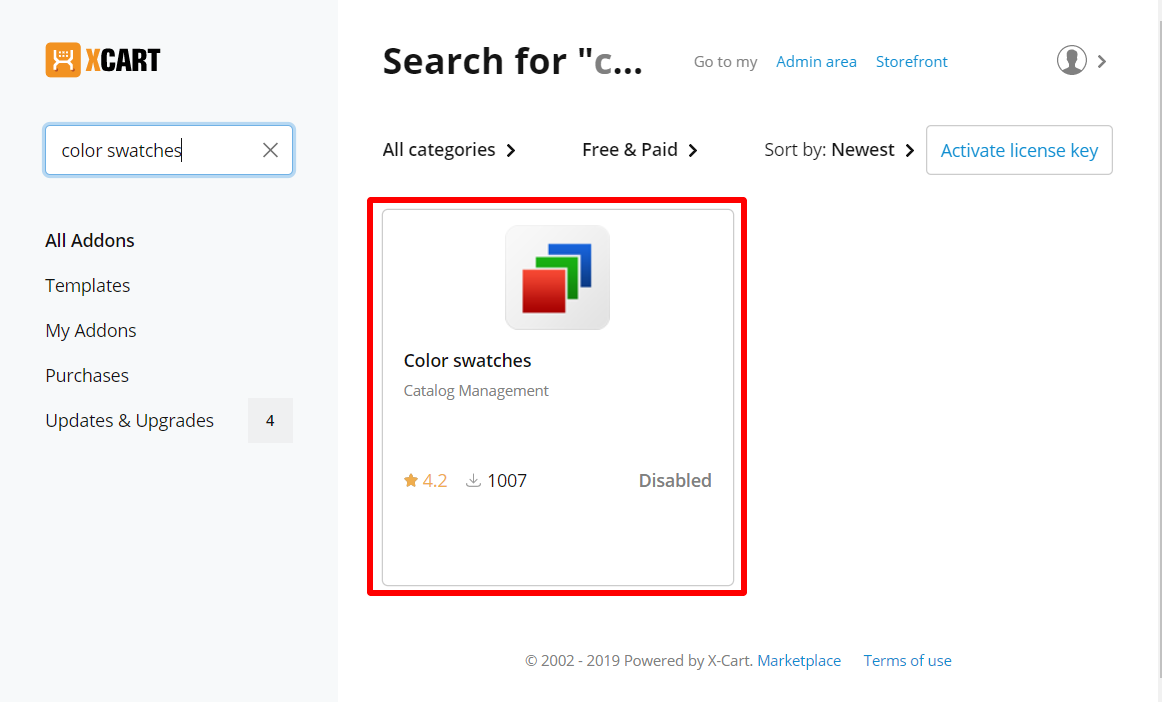 XCART
Search for "c...
Go to my Admin area Storefront
color swatches
All categories Free & Paid Sort by: Newest Activate license key
All Addons
Templates
My Addons
Purchases
Updates & Upgrades 4
Color swatches
Catalog Management
4.2 1007 Disabled
© 2002 - 2019 Powered by X-Cart. Marketplace Terms of use